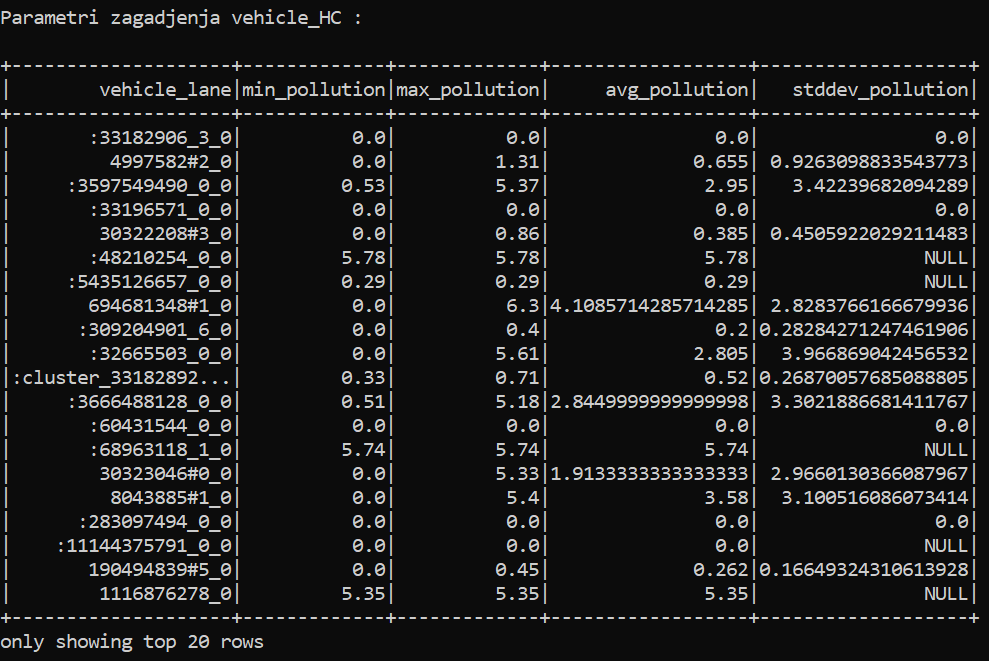 Parametri zagadjenja vehicle_HC :
+--------------------+-------------+-------------+------------------+-------------------+
|        vehicle_lane|min_pollution|max_pollution|     avg_pollution|   stddev_pollution|
+--------------------+-------------+-------------+------------------+-------------------+
|       :33182906_3_0|          0.0|          0.0|               0.0|                0.0|
|         4997582#2_0|          0.0|         1.31|             0.655| 0.9263098833543773|
|     :3597549490_0_0|         0.53|         5.37|              2.95|   3.42239682094289|
|       :33196571_0_0|          0.0|          0.0|               0.0|                0.0|
|        30322208#3_0|          0.0|         0.86|             0.385| 0.4505922029211483|
|       :48210254_0_0|         5.78|         5.78|              5.78|               NULL|
|     :5435126657_0_0|         0.29|         0.29|              0.29|               NULL|
|       694681348#1_0|          0.0|          6.3|4.1085714285714285| 2.8283766166679936|
|      :309204901_6_0|          0.0|          0.4|               0.2|0.28284271247461906|
|       :32665503_0_0|          0.0|         5.61|             2.805|  3.966869042456532|
|:cluster_33182892...|         0.33|         0.71|              0.52|0.26870057685088805|
|     :3666488128_0_0|         0.51|         5.18|2.8449999999999998| 3.3021886681411767|
|       :60431544_0_0|          0.0|          0.0|               0.0|                0.0|
|       :68963118_1_0|         5.74|         5.74|              5.74|               NULL|
|        30323046#0_0|          0.0|         5.33|1.9133333333333333| 2.9660130366087967|
|         8043885#1_0|          0.0|          5.4|              3.58|  3.100516086073414|
|      :283097494_0_0|          0.0|          0.0|               0.0|                0.0|
|    :11144375791_0_0|          0.0|          0.0|               0.0|               NULL|
|       190494839#5_0|          0.0|         0.45|             0.262|0.16649324310613928|
|        1116876278_0|         5.35|         5.35|              5.35|               NULL|
+--------------------+-------------+-------------+------------------+-------------------+
only showing top 20 rows